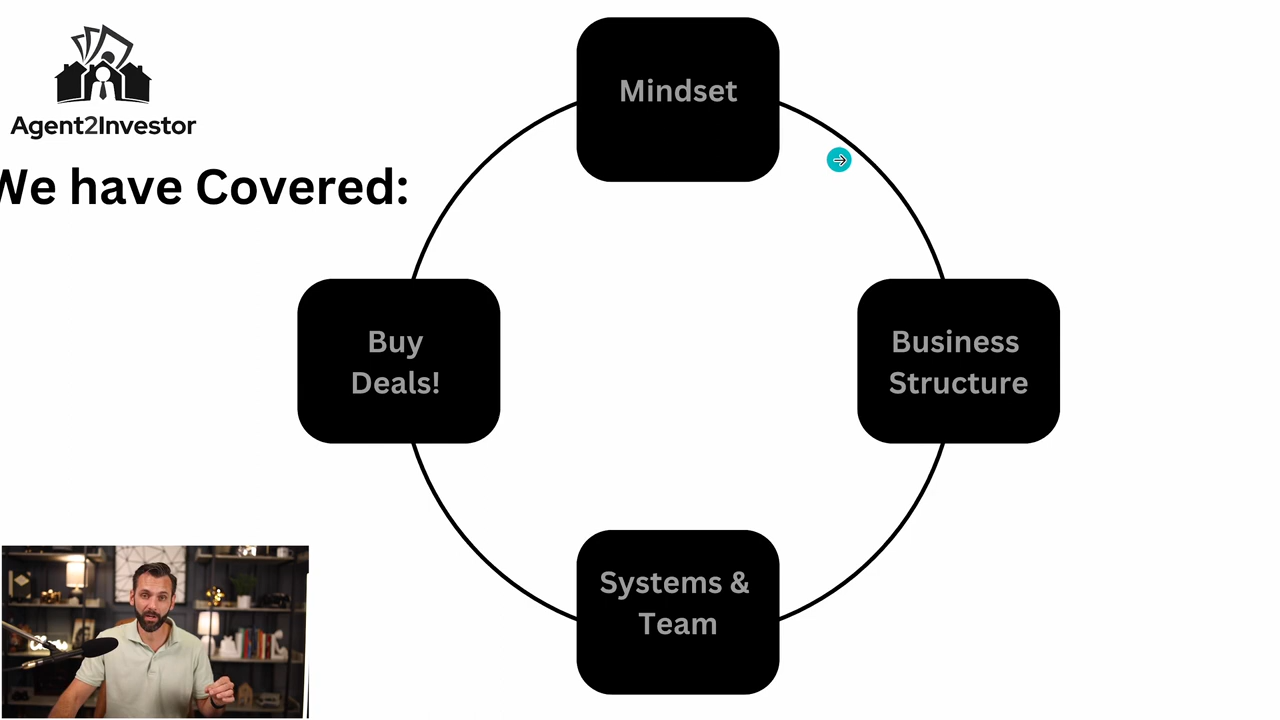 Agent2Investor
We have Covered:
Mindset
Buy
Deals!
Business
Structure
Systems &
Team